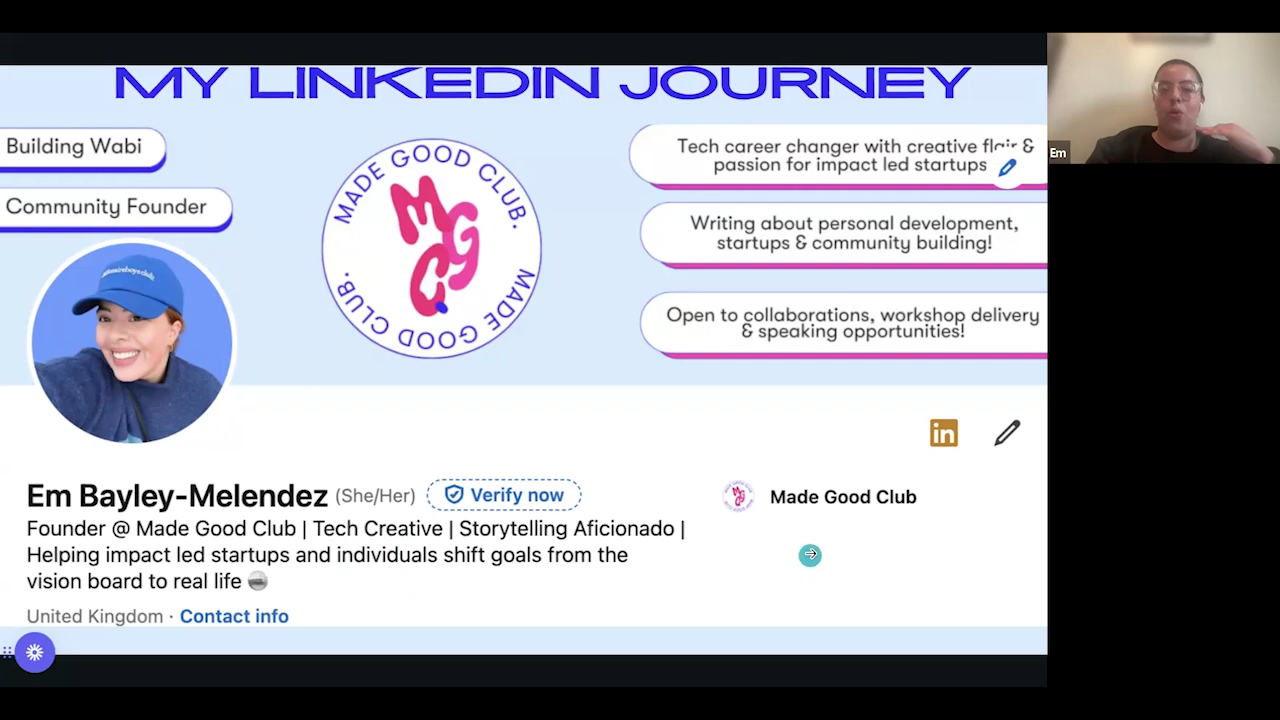 MY LINKEDIN JOURNEY
Building Wabi
Community Founder
MADE GOOD CLUB.
MADE GOOD CLUB.
MGC
Tech career changer with creative flair &
passion for impact led startups
Writing about personal development,
startups & community building!
Open to collaborations, workshop delivery
& speaking opportunities!
Em
in
Em Bayley-Melendez (She/Her) Verify now
Made Good Club
Founder @ Made Good Club | Tech Creative | Storytelling Aficionado |
Helping impact led startups and individuals shift goals from the
vision board to real life
United Kingdom · Contact info